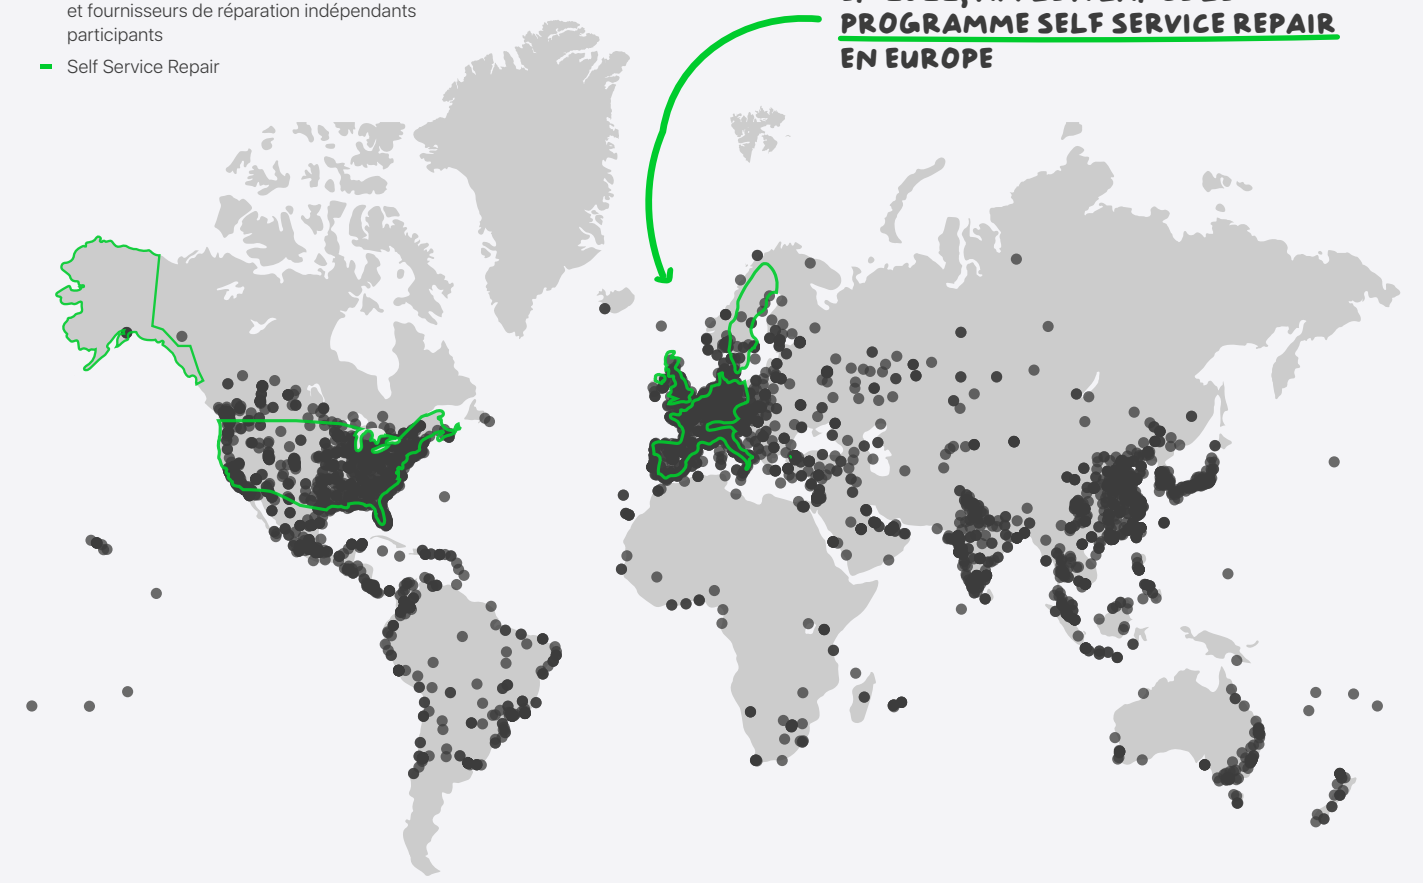 et fournisseurs de réparation indépendants
participants
Self Service Repair
PROGRAMME SELF SERVICE REPAIR
EN EUROPE